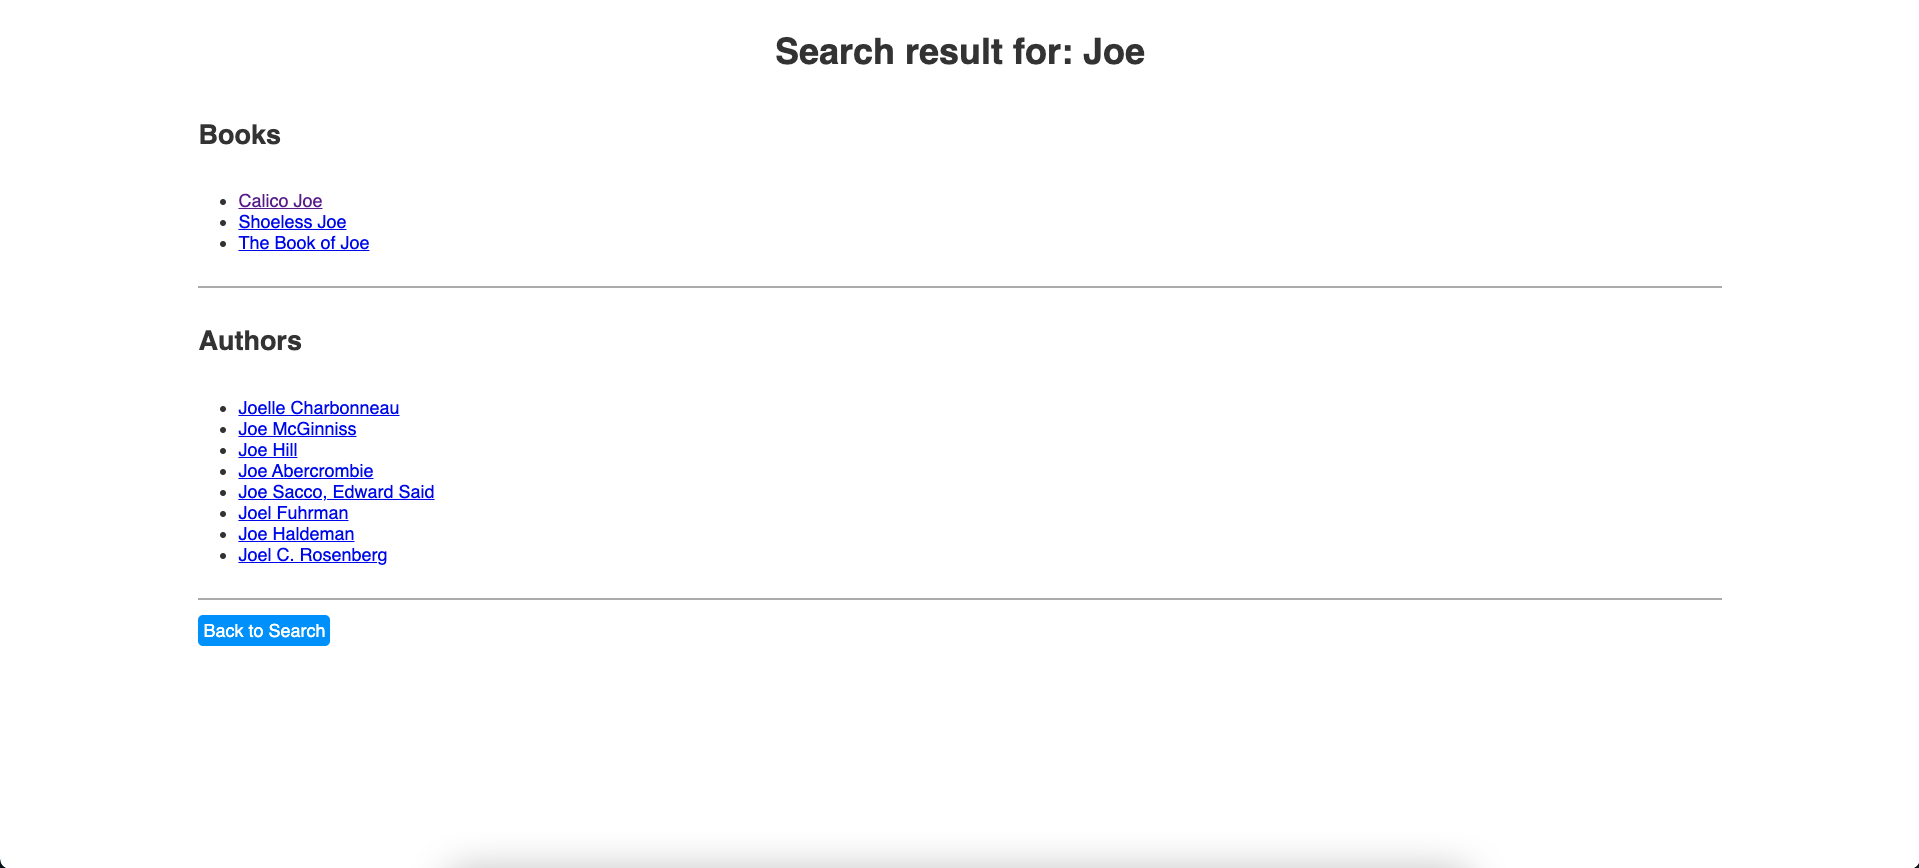 Search result for: Joe
Books
Calico Joe
Shoeless Joe
The Book of Joe
Authors
Joelle Charbonneau
Joe McGinniss
Joe Hill
Joe Abercrombie
Joe Sacco, Edward Said
Joel Fuhrman
Joe Haldeman
Joel C. Rosenberg
Back to Search